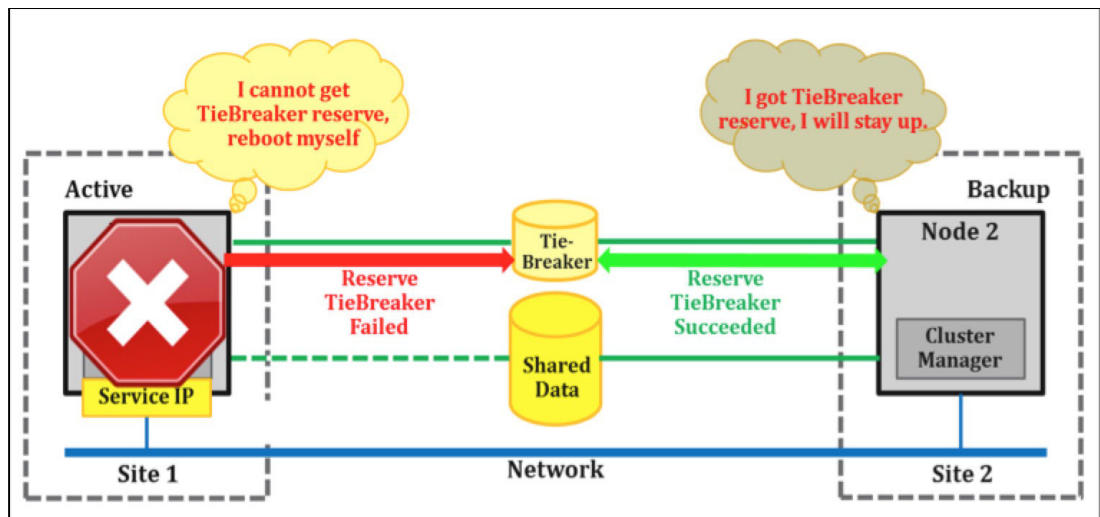 I cannot get
TieBreaker reserve,
reboot myself
I got TieBreaker
reserve, I will stay up.
Active
Backup
Node 2
Tie-
Breaker
Reserve
TieBreaker
Failed
Reserve
TieBreaker
Succeeded
Cluster
Manager
Shared
Data
Service IP
Site 1
Network
Site 2